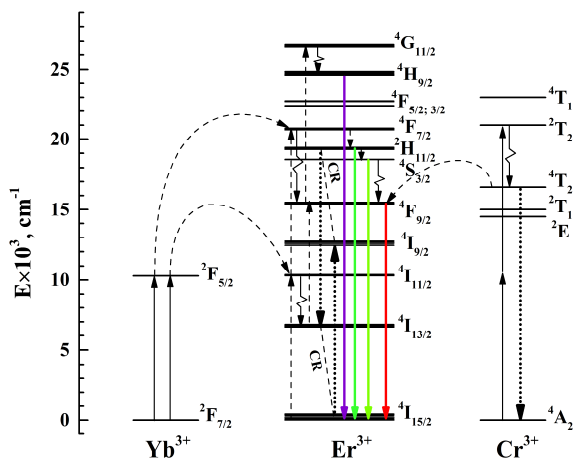 E×10³, cm⁻¹
25
20
15
10
5
0
²F₅/₂
²F₇/₂
Yb³⁺
⁴G₁₁/₂
⁴H₉/₂
⁴F₅/₂; ₃/₂
⁴F₇/₂
²H₁₁/₂
⁴S₃/₂
⁴F₉/₂
⁴I₉/₂
⁴I₁₁/₂
⁴I₁₃/₂
⁴I₁₅/₂
CR
CR
Er³⁺
⁴T₁
²T₂
⁴T₂
²T₁
²E
⁴A₂
Cr³⁺